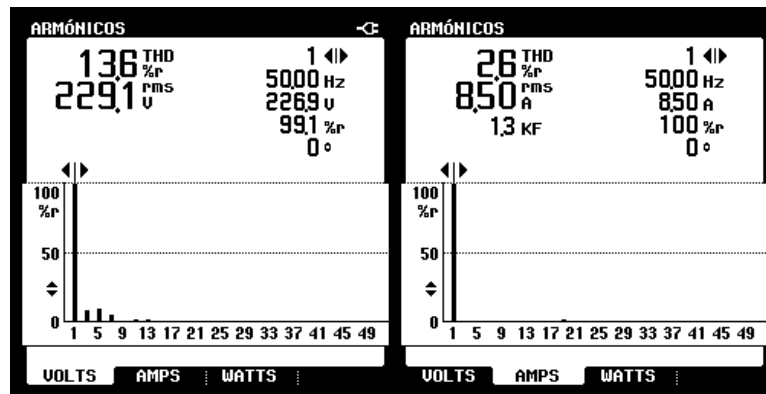 ARMÓNICOS
13,6 THD %r
229,1 rms V
1
50,00 Hz
226,9 V
99,1 %r
0 °
100
%r
50
0
1 5 9 13 17 21 25 29 33 37 41 45 49
VOLTS AMPS WATTS
ARMÓNICOS
2,6 THD %r
8,50 rms A
1,3 KF
1
50,00 Hz
8,50 A
100 %r
0 °
100
%r
50
0
1 5 9 13 17 21 25 29 33 37 41 45 49
VOLTS AMPS WATTS